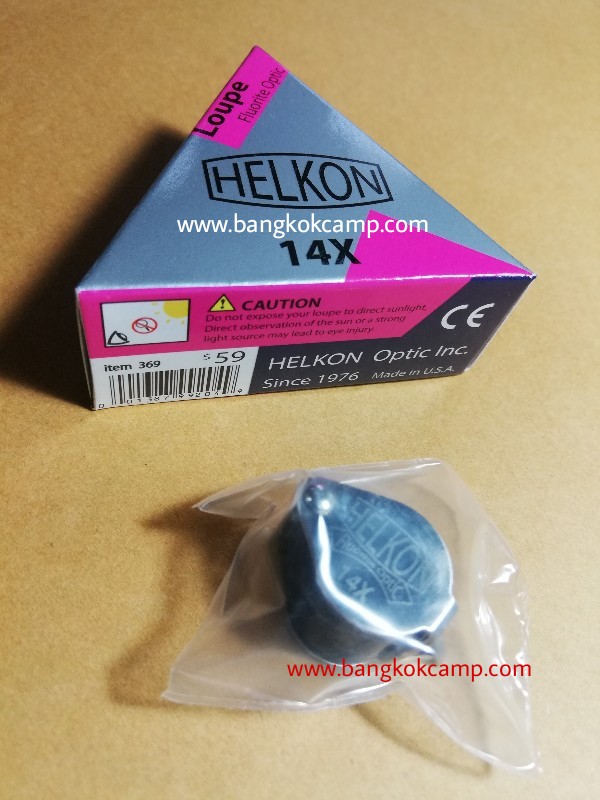 Loupe
Fluorite Optic
HELKON
www.bangkokcamp.com
14X
CAUTION
Do not expose your loupe to direct sunlight,
Direct observation of the sun or a strong
light source may lead to eye injury.
CE
item 369
$59
HELKON Optic Inc.
Since 1976 Made in U.S.A.
HELKON
14X
www.bangkokcamp.com